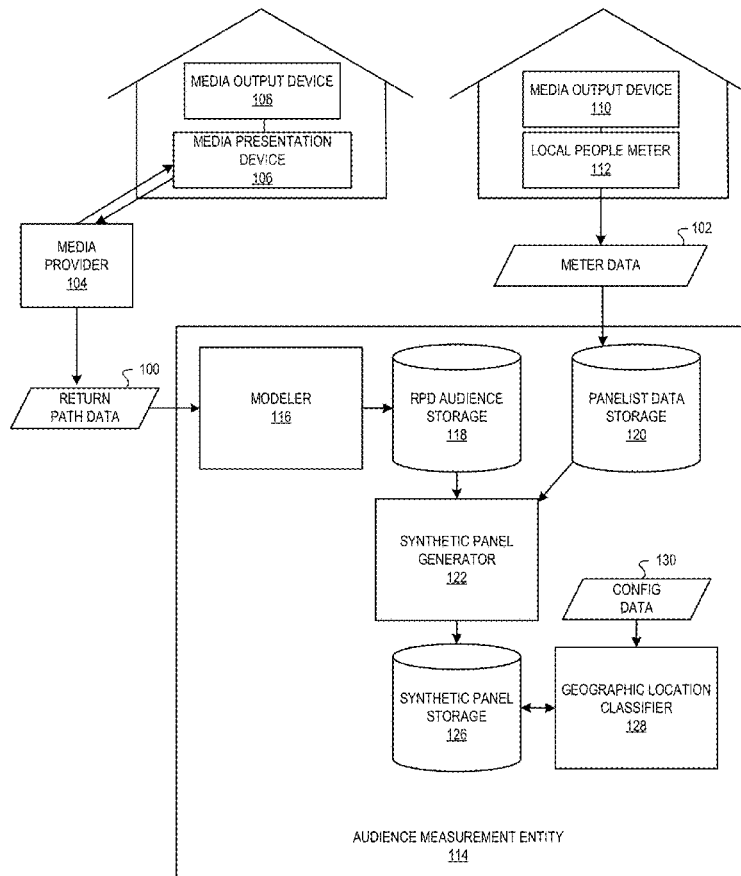 MEDIA OUTPUT DEVICE
108
MEDIA PRESENTATION
DEVICE
106
MEDIA OUTPUT DEVICE
110
LOCAL PEOPLE METER
112
MEDIA
PROVIDER
104
102
METER DATA
100
RETURN
PATH DATA
MODELER
116
RPD AUDIENCE
STORAGE
118
PANELIST DATA
STORAGE
120
SYNTHETIC PANEL
GENERATOR
122
130
CONFIG
DATA
SYNTHETIC PANEL
STORAGE
126
GEOGRAPHIC LOCATION
CLASSIFIER
128
AUDIENCE MEASUREMENT ENTITY
114